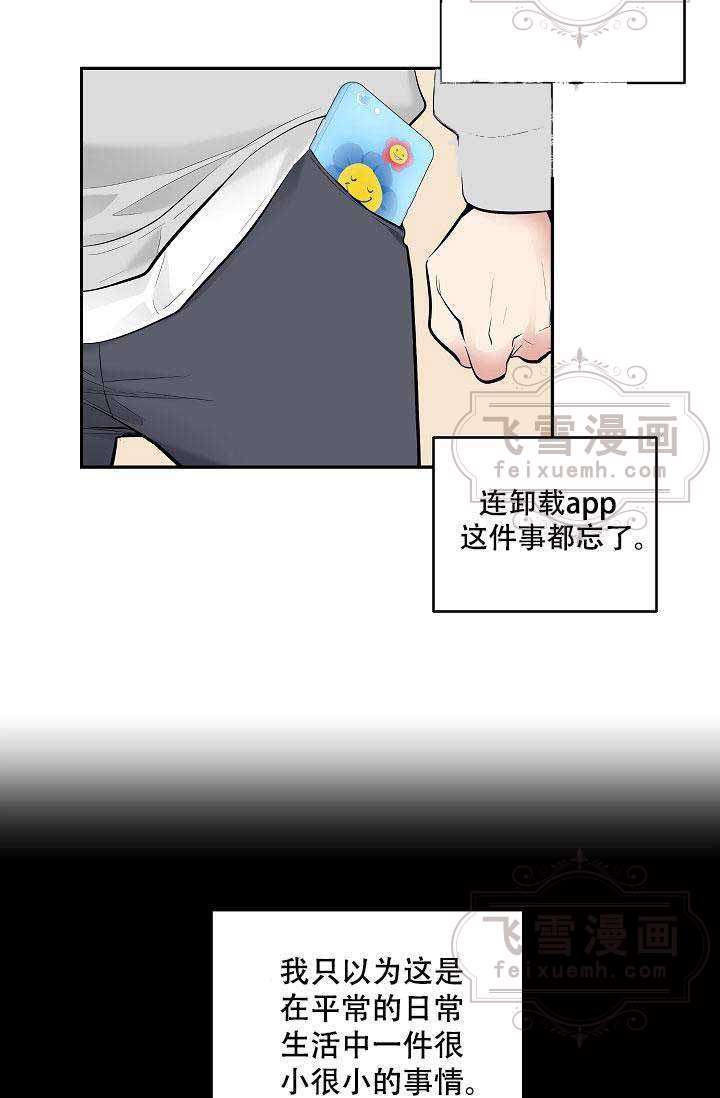 飞雪漫画
feixuemh.com
连卸载app
这件事都忘了。
飞雪漫画
feixuemh.com
我只以为这是
在平常的日常
生活中一件很
小很小的事情。